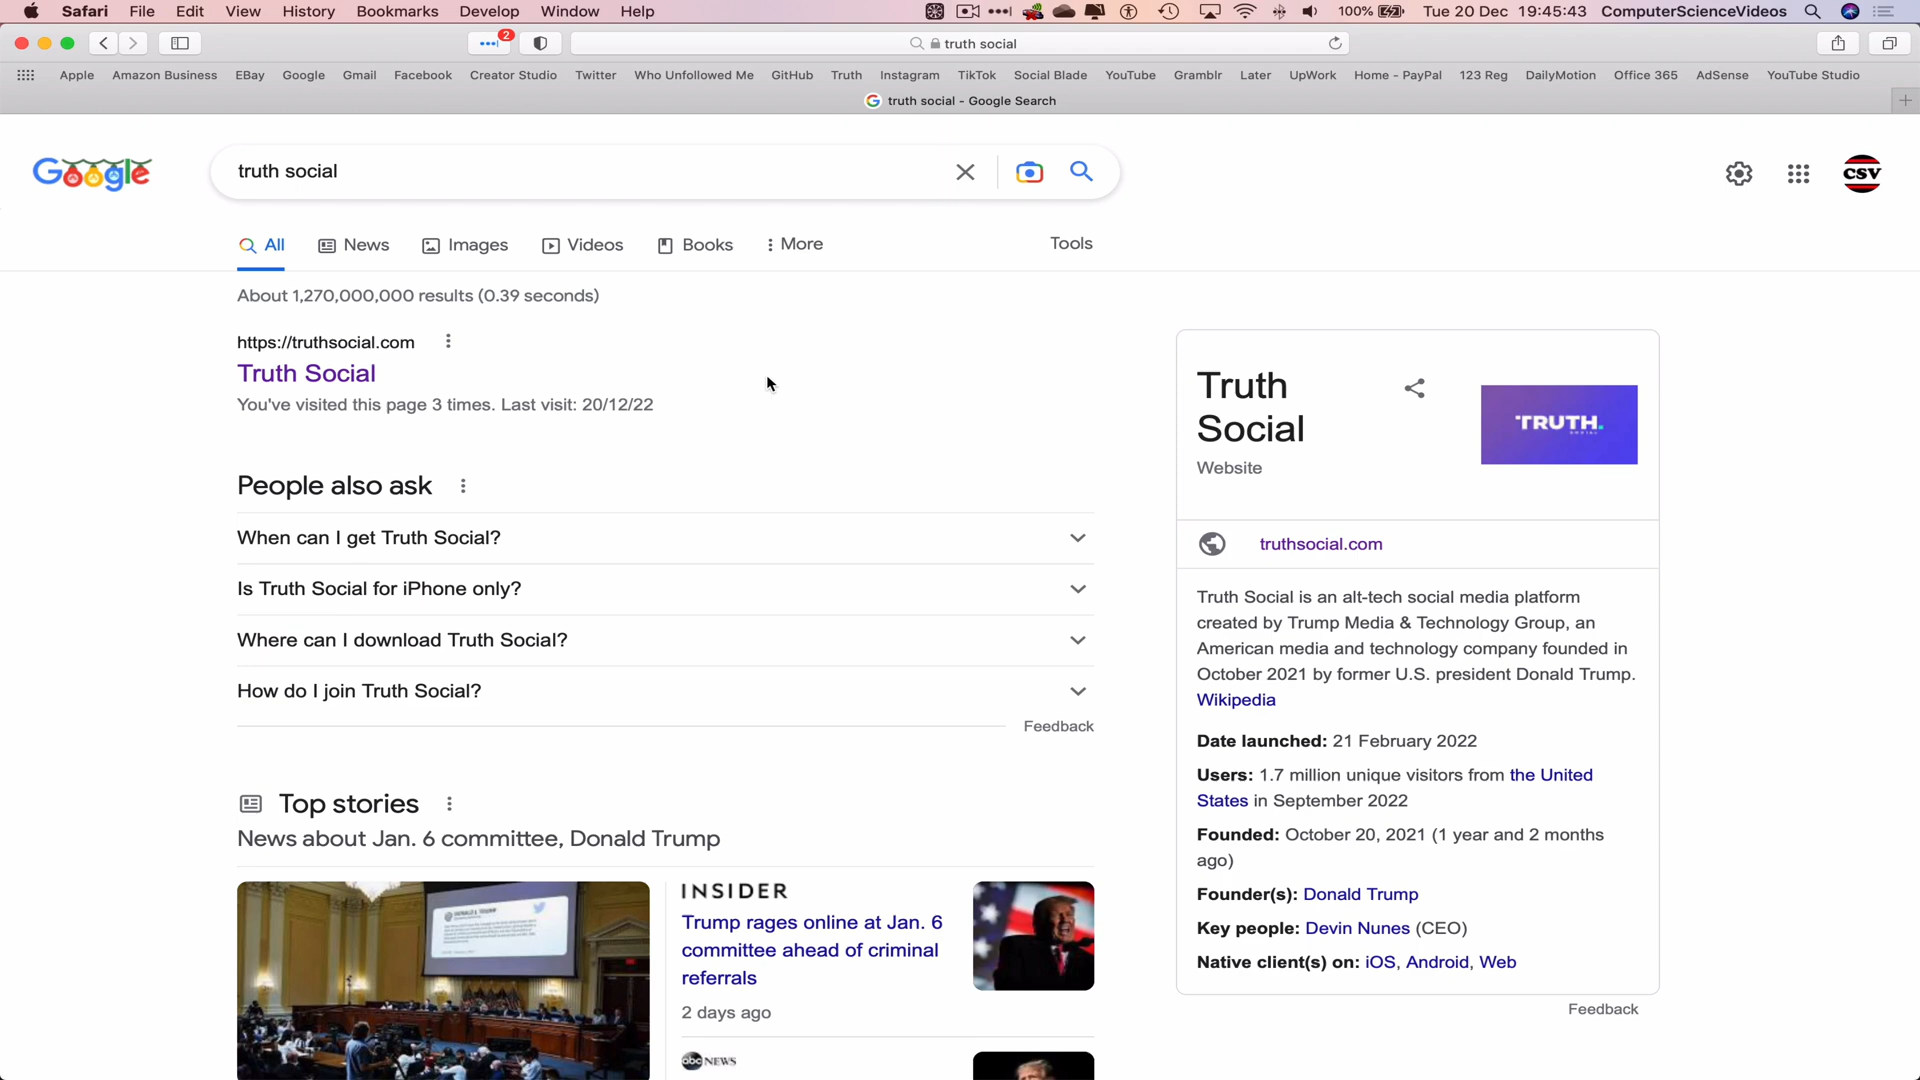 Safari File Edit View History Bookmarks Develop Window Help 100% Tue 20 Dec 19:45:43 ComputerScienceVideos
2
truth social
Apple Amazon Business EBay Google Gmail Facebook Creator Studio Twitter Who Unfollowed Me GitHub Truth Instagram TikTok Social Blade YouTube Gramblr Later UpWork Home - PayPal 123 Reg DailyMotion Office 365 AdSense YouTube Studio
truth social - Google Search
Google
truth social
CSV
All News Images Videos Books More Tools
About 1,270,000,000 results (0.39 seconds)
https://truthsocial.com
Truth Social
You've visited this page 3 times. Last visit: 20/12/22
People also ask
When can I get Truth Social?
Is Truth Social for iPhone only?
Where can I download Truth Social?
How do I join Truth Social?
Feedback
Top stories
News about Jan. 6 committee, Donald Trump
INSIDER
Trump rages online at Jan. 6
committee ahead of criminal
referrals
2 days ago
abc NEWS
Truth
Social
Website
TRUTH.
SOCIAL
truthsocial.com
Truth Social is an alt-tech social media platform
created by Trump Media & Technology Group, an
American media and technology company founded in
October 2021 by former U.S. president Donald Trump.
Wikipedia
Date launched: 21 February 2022
Users: 1.7 million unique visitors from the United
States in September 2022
Founded: October 20, 2021 (1 year and 2 months
ago)
Founder(s): Donald Trump
Key people: Devin Nunes (CEO)
Native client(s) on: iOS, Android, Web
Feedback